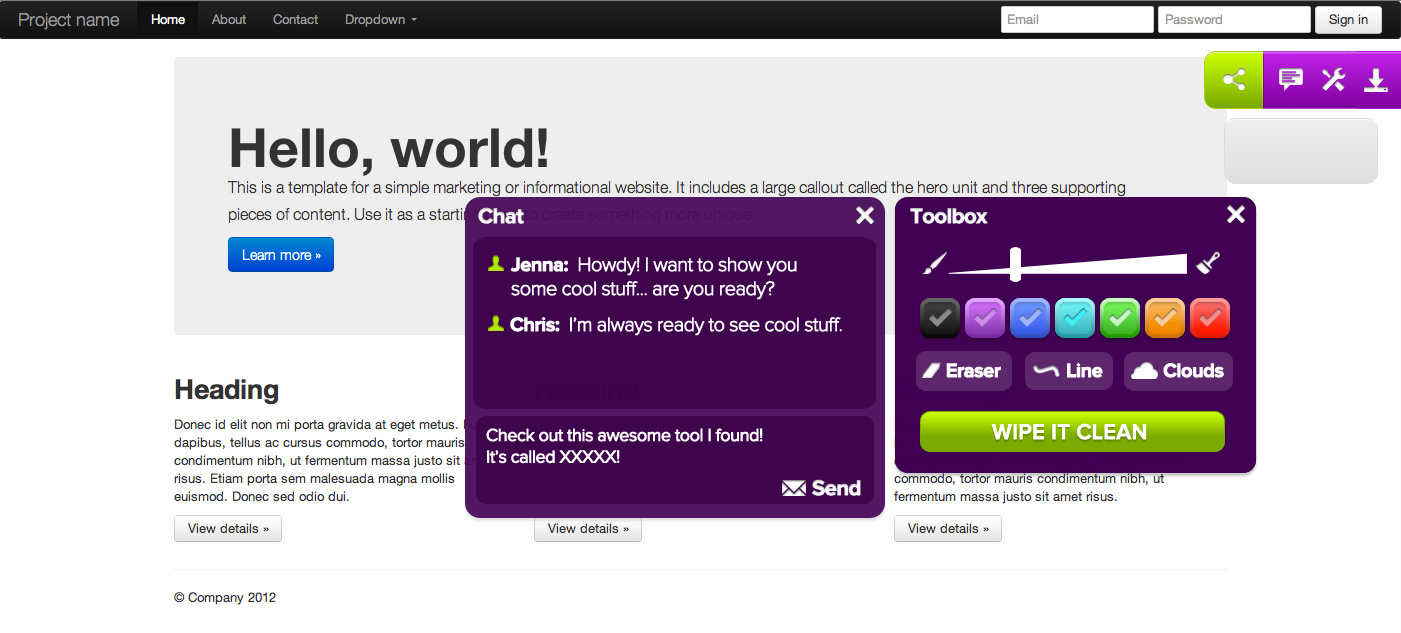 Project name Home About Contact Dropdown Email Password Sign in
Hello, world!
This is a template for a simple marketing or informational website. It includes a large callout called the hero unit and three supporting
pieces of content. Use it as a starting to create something more unique.
Learn more »
Chat
Jenna: Howdy! I want to show you
some cool stuff... are you ready?
Chris: I'm always ready to see cool stuff.
Check out this awesome tool I found!
It's called XXXXX!
Send
Toolbox
Eraser Line Clouds
WIPE IT CLEAN
Heading
Donec id elit non mi porta gravida at eget metus.
dapibus, tellus ac cursus commodo, tortor mauris
condimentum nibh, ut fermentum massa justo sit
risus. Etiam porta sem malesuada magna mollis
euismod. Donec sed odio dui.
View details »
Heading
View details »
commodo, tortor mauris condimentum nibh, ut
fermentum massa justo sit amet risus.
View details »
© Company 2012